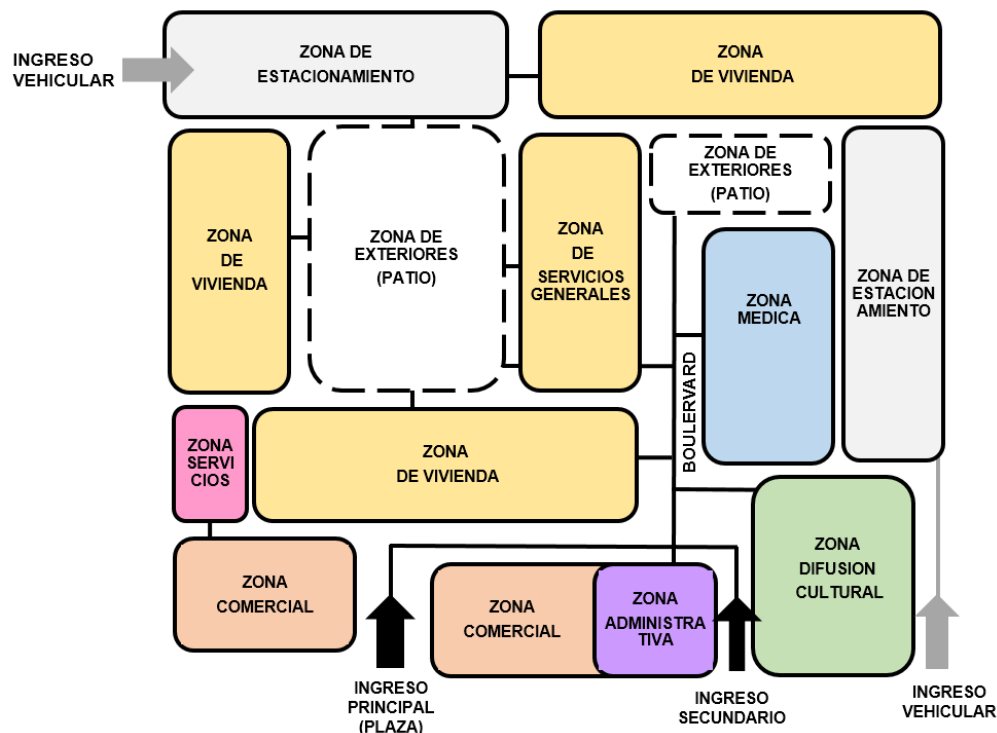 INGRESO
VEHICULAR
ZONA DE
ESTACIONAMIENTO
ZONA
DE VIVIENDA
ZONA
DE
VIVIENDA
ZONA DE
EXTERIORES
(PATIO)
ZONA
DE
SERVICIOS
GENERALES
ZONA DE
EXTERIORES
(PATIO)
ZONA
MEDICA
ZONA DE
ESTACION
AMIENTO
BOULERVARD
ZONA
SERVI
CIOS
ZONA
DE VIVIENDA
ZONA
COMERCIAL
ZONA
COMERCIAL
ZONA
ADMINISTRA
TIVA
ZONA
DIFUSION
CULTURAL
INGRESO
PRINCIPAL
(PLAZA)
INGRESO
SECUNDARIO
INGRESO
VEHICULAR